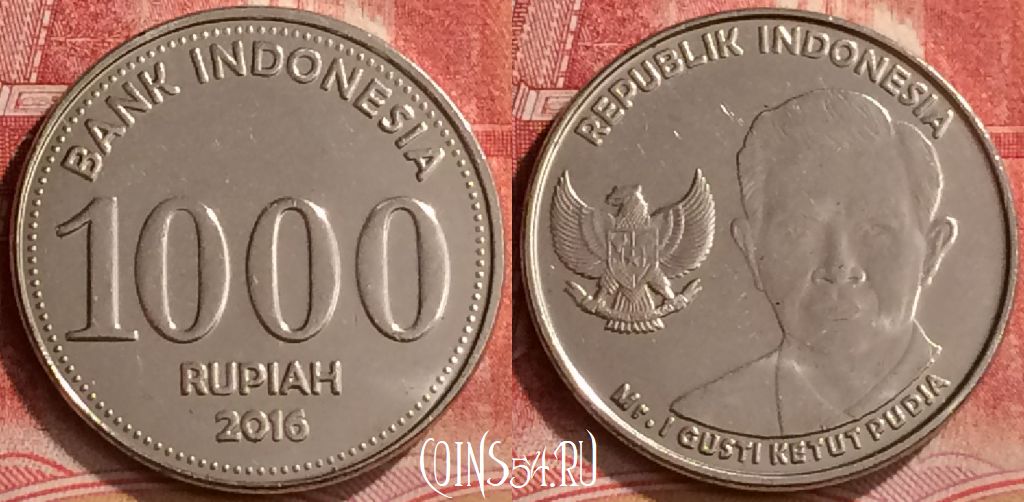 BANK INDONESIA
1000
RUPIAH
2016
REPUBLIK INDONESIA
Mr. I GUSTI KETUT PUDJA
COINS54.RU